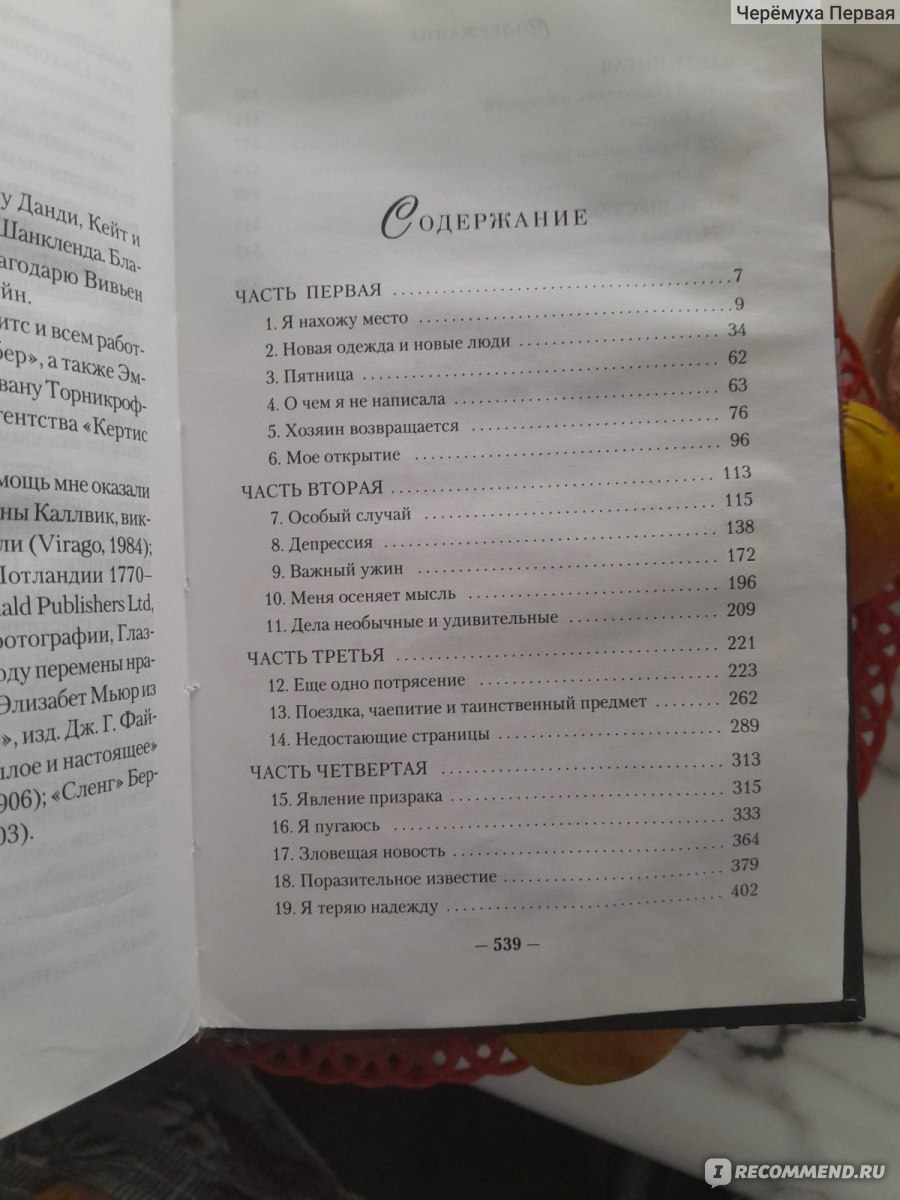 Черёмуха Первая
у Данди, Кейт и
Шанкленда. Бла-
агодарю Вивьен
йн.
итс и всем работ-
бер», а также Эм-
вану Торникроф-
гентства «Кертис
мощь мне оказали
ны Каллвик, вик-
ли (Virago, 1984);
Шотландии 1770–
nald Publishers Ltd,
фотографии, Глаз-
оду перемены нра-
Элизабет Мьюр из
», изд. Дж. Г. Фай-
лое и настоящее»
906); «Сленг» Бер-
03).
Содержание
ЧАСТЬ ПЕРВАЯ 7
1. Я нахожу место 9
2. Новая одежда и новые люди 34
3. Пятница 62
4. О чем я не написала 63
5. Хозяин возвращается 76
6. Мое открытие 96
ЧАСТЬ ВТОРАЯ 113
7. Особый случай 115
8. Депрессия 138
9. Важный ужин 172
10. Меня осеняет мысль 196
11. Дела необычные и удивительные 209
ЧАСТЬ ТРЕТЬЯ 221
12. Еще одно потрясение 223
13. Поездка, чаепитие и таинственный предмет 262
14. Недостающие страницы 289
ЧАСТЬ ЧЕТВЕРТАЯ 313
15. Явление призрака 315
16. Я пугаюсь 333
17. Зловещая новость 364
18. Поразительное известие 379
19. Я теряю надежду 402
– 539 –
I RECOMMEND.RU